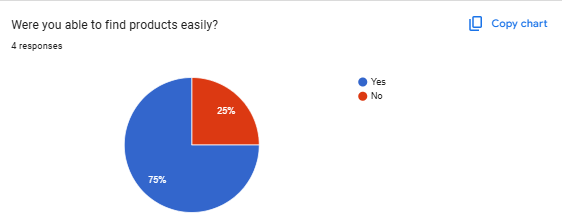 Were you able to find products easily?
Copy chart
4 responses
Yes
No
25%
75%